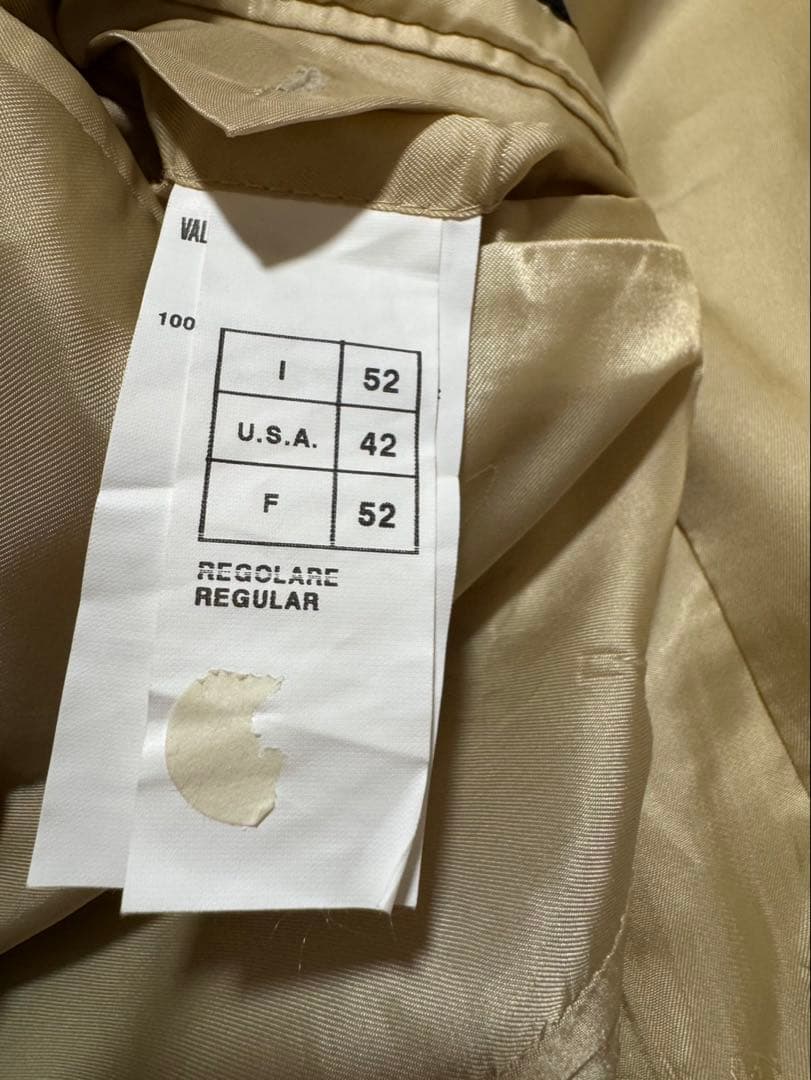 VAL
100
I 52
U.S.A. 42
F 52
REGOLARE
REGULAR